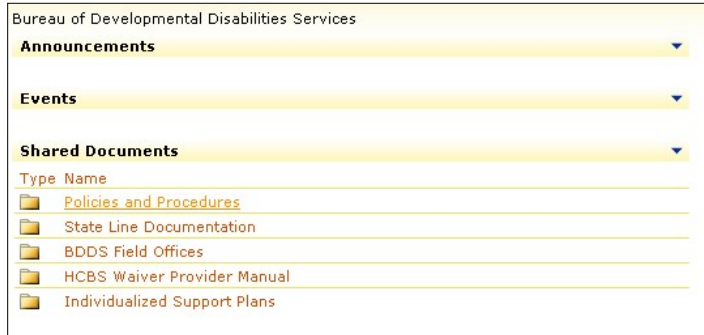 Bureau of Developmental Disabilities Services
Announcements
Events
Shared Documents
Type Name
Policies and Procedures
State Line Documentation
BDDS Field Offices
HCBS Waiver Provider Manual
Individualized Support Plans